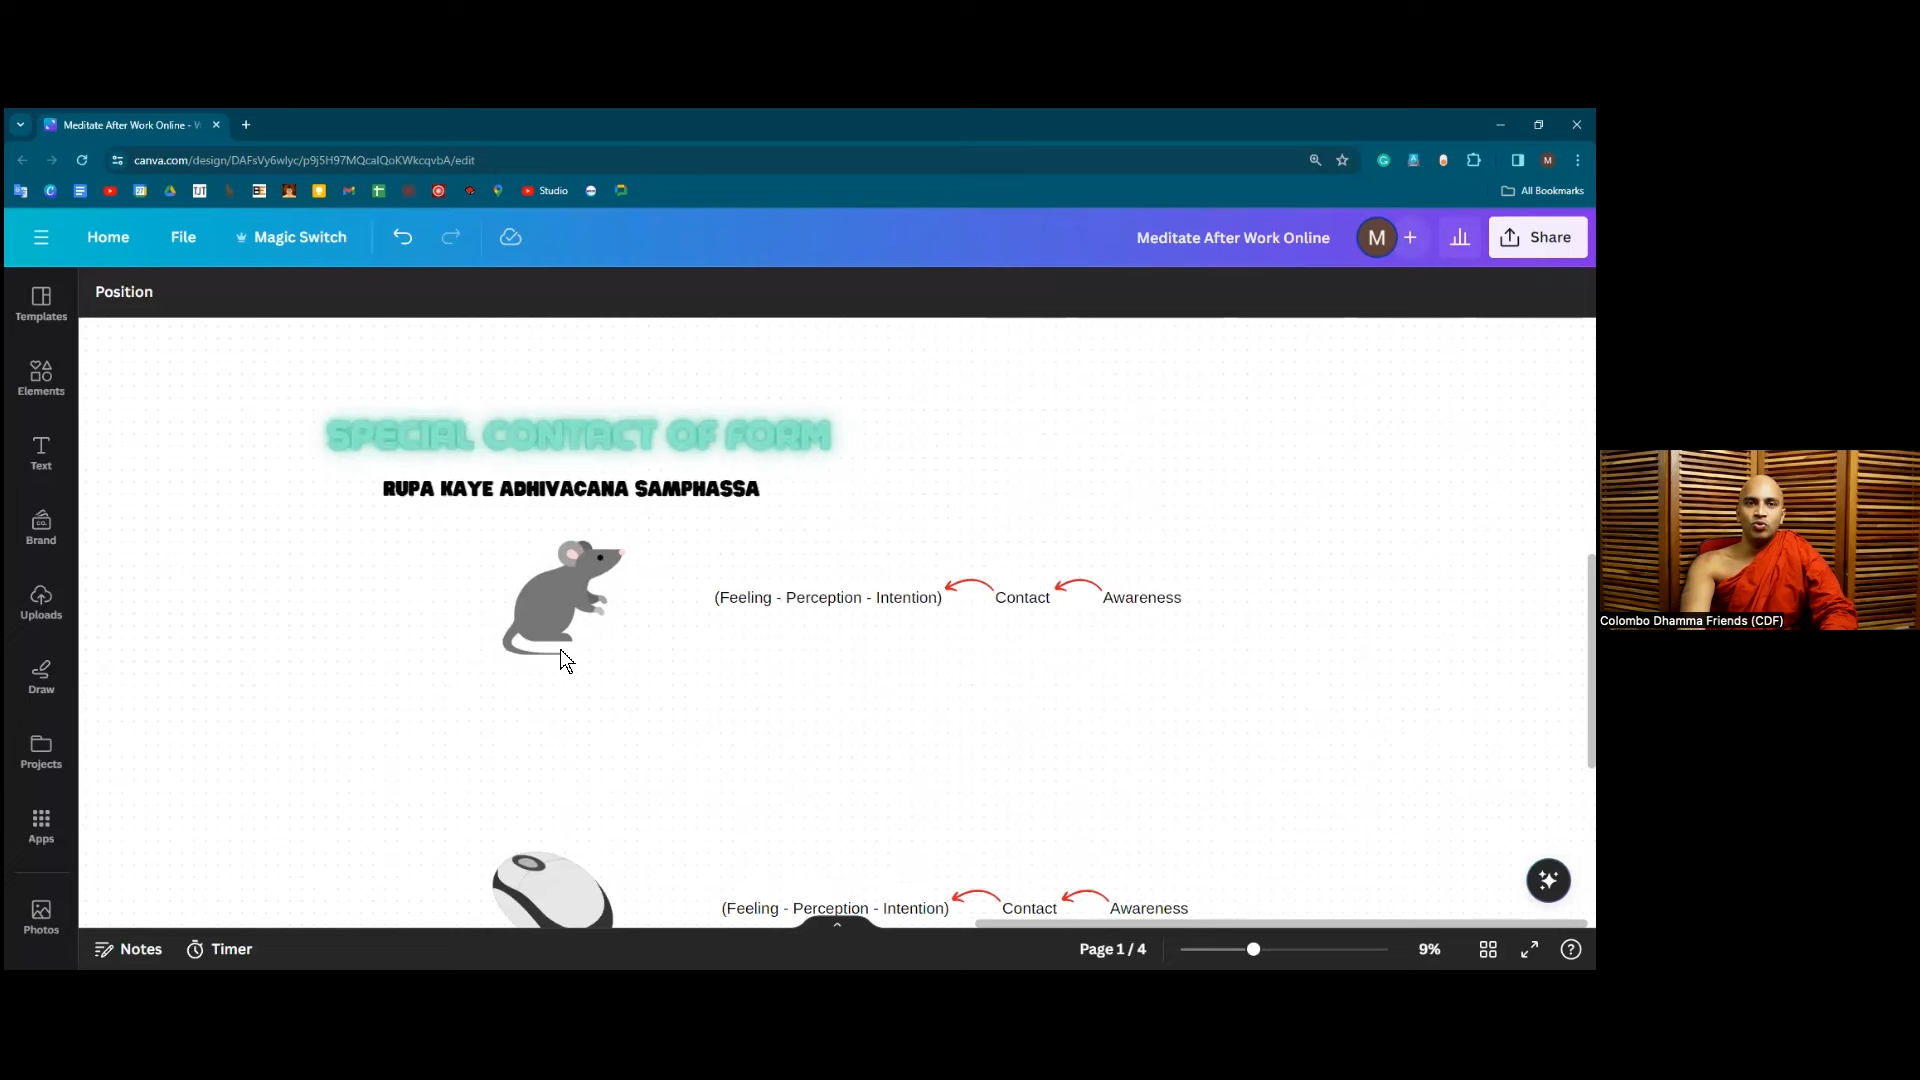 Meditate After Work Online - W
canva.com/design/DAFsVy6wlyc/p9j5H97MQcaIQoKWkcqvbA/edit
Studio
All Bookmarks
Home File Magic Switch Meditate After Work Online M + Share
Position
Templates
Elements
Text
Brand
Uploads
Draw
Projects
Apps
Photos
SPECIAL CONTACT OF FORM
RUPA KAYE ADHIVACANA SAMPHASSA
(Feeling - Perception - Intention) Contact Awareness
(Feeling - Perception - Intention) Contact Awareness
Notes Timer Page 1 / 4 9%
Colombo Dhamma Friends (CDF)